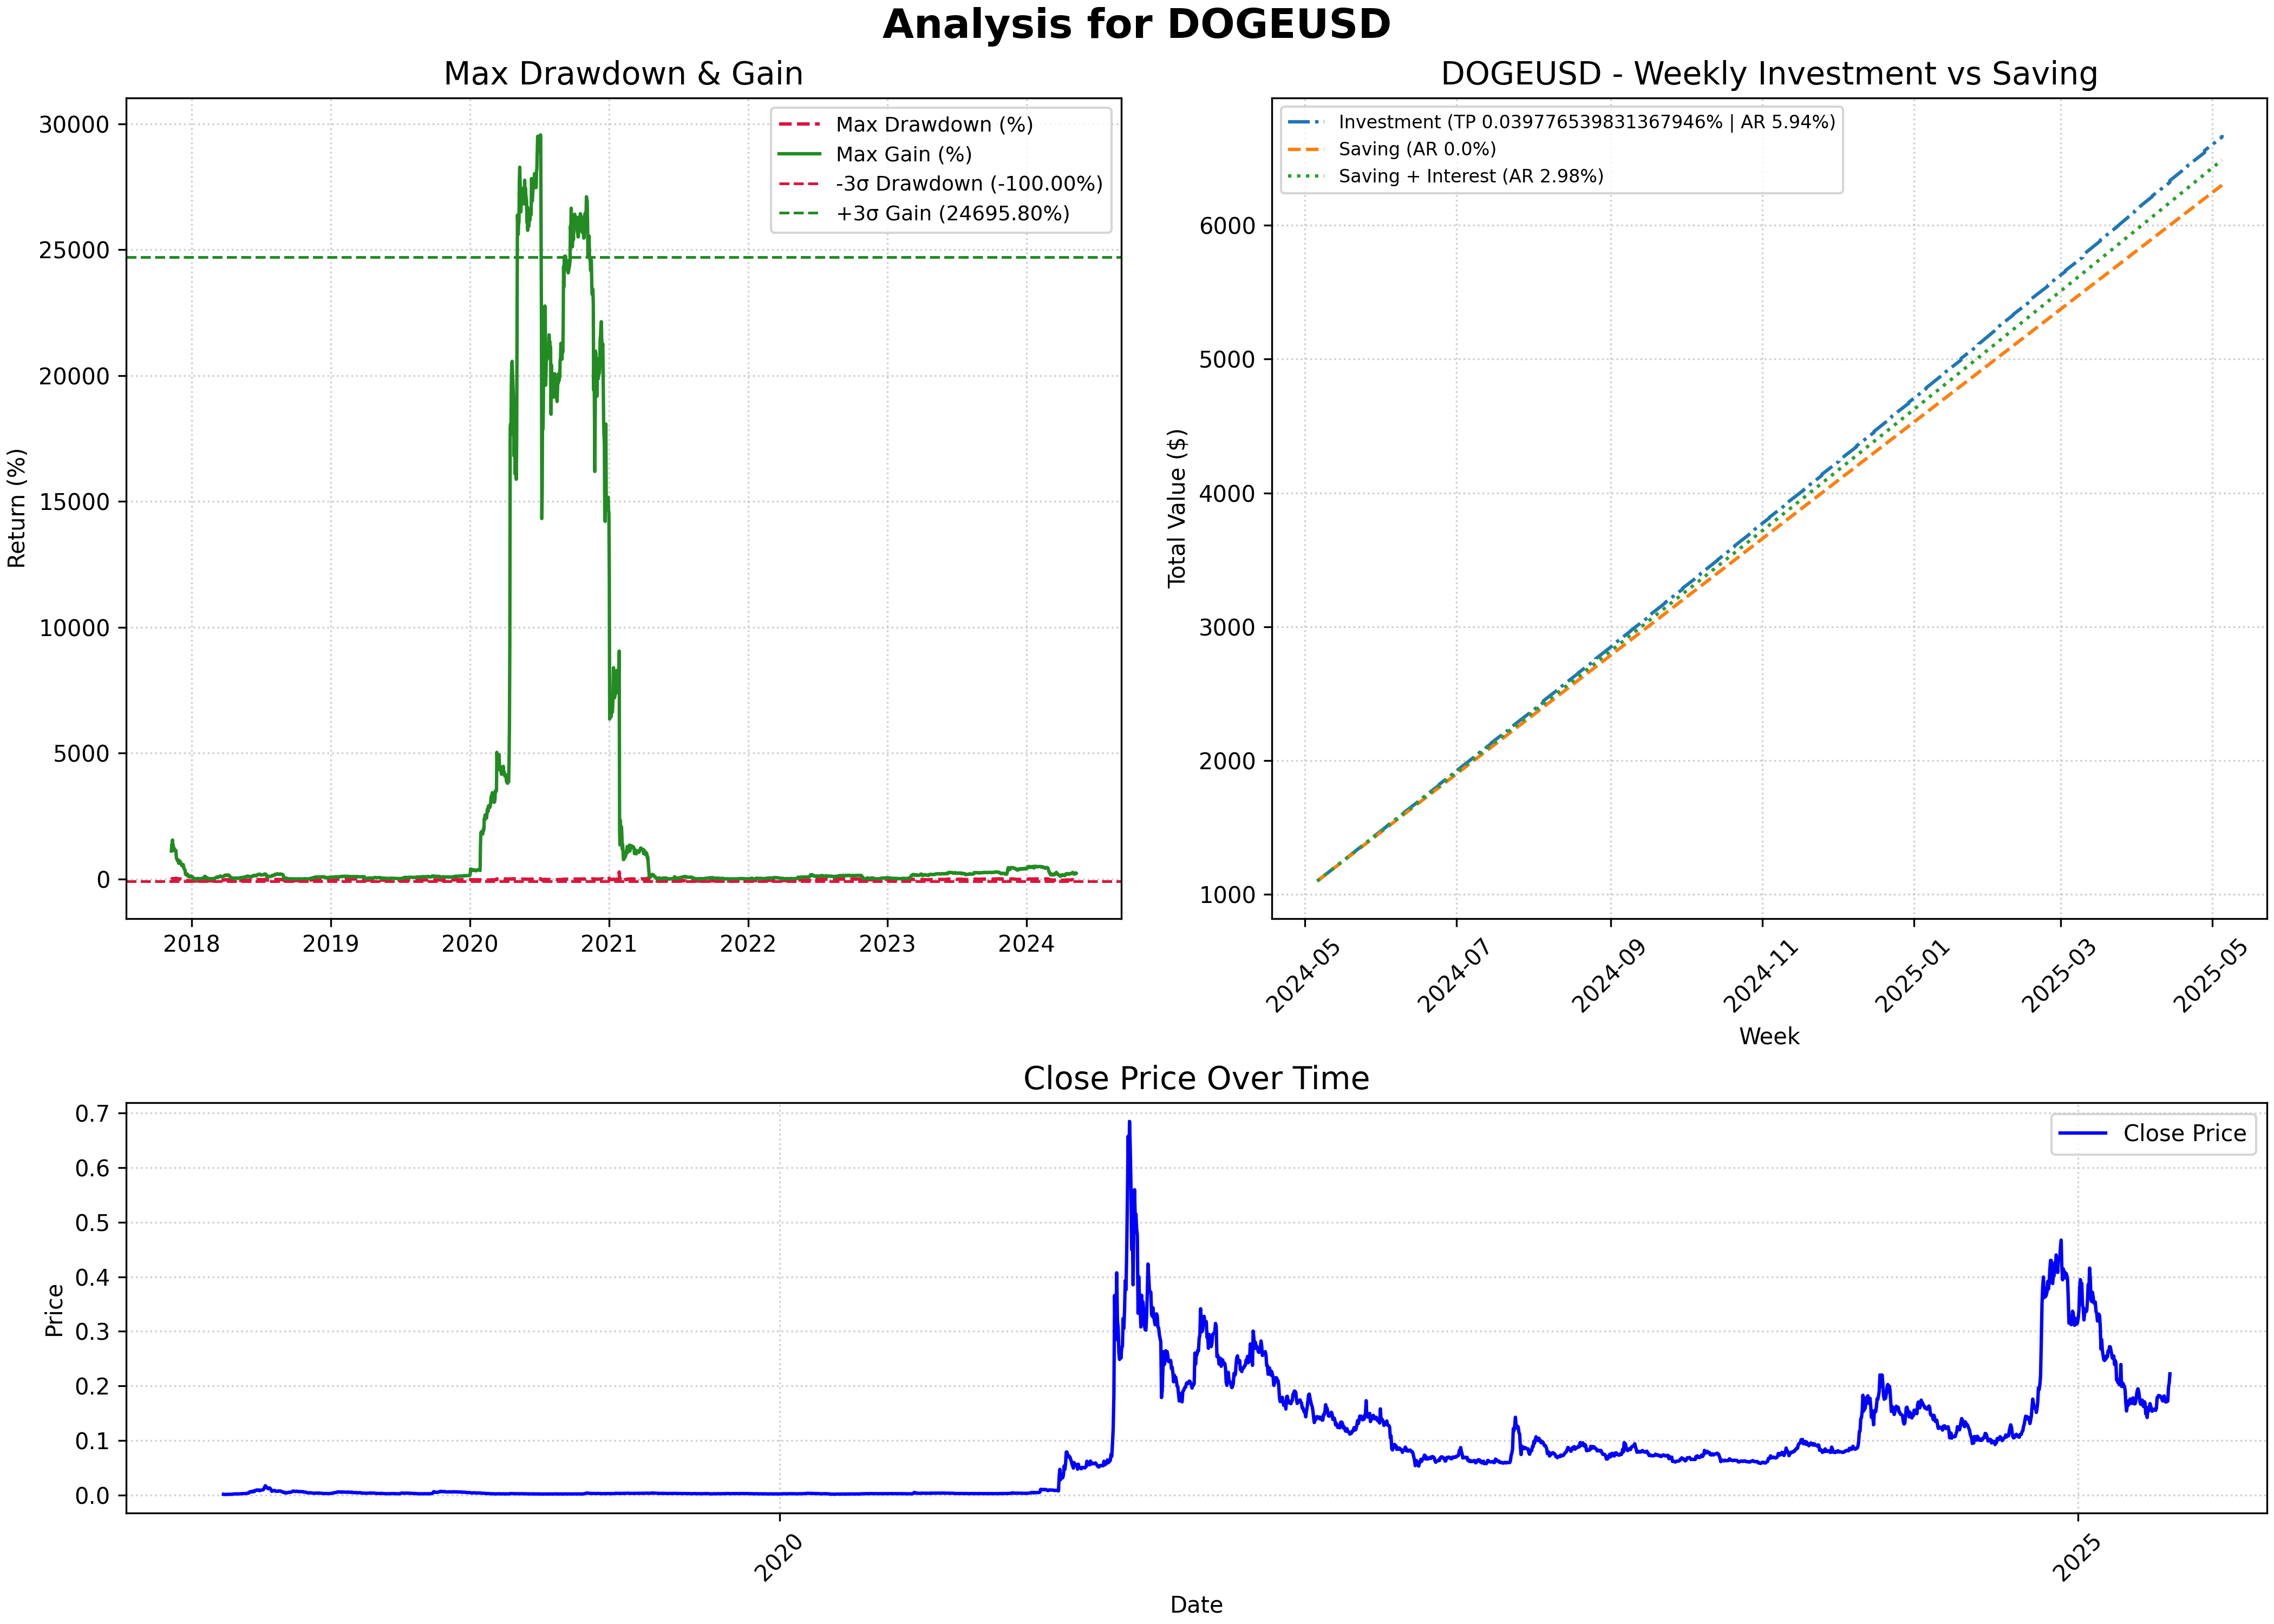 Analysis for DOGEUSD
Max Drawdown & Gain
Return (%)
30000
25000
20000
15000
10000
5000
0
2018
2019
2020
2021
2022
2023
2024
Max Drawdown (%)
Max Gain (%)
-3σ Drawdown (-100.00%)
+3σ Gain (24695.80%)
DOGEUSD - Weekly Investment vs Saving
Total Value ($)
6000
5000
4000
3000
2000
1000
2024-05
2024-07
2024-09
2024-11
2025-01
2025-03
2025-05
Week
Investment (TP 0.039776539831367946% | AR 5.94%)
Saving (AR 0.0%)
Saving + Interest (AR 2.98%)
Close Price Over Time
Price
0.7
0.6
0.5
0.4
0.3
0.2
0.1
0.0
2020
2025
Date
Close Price